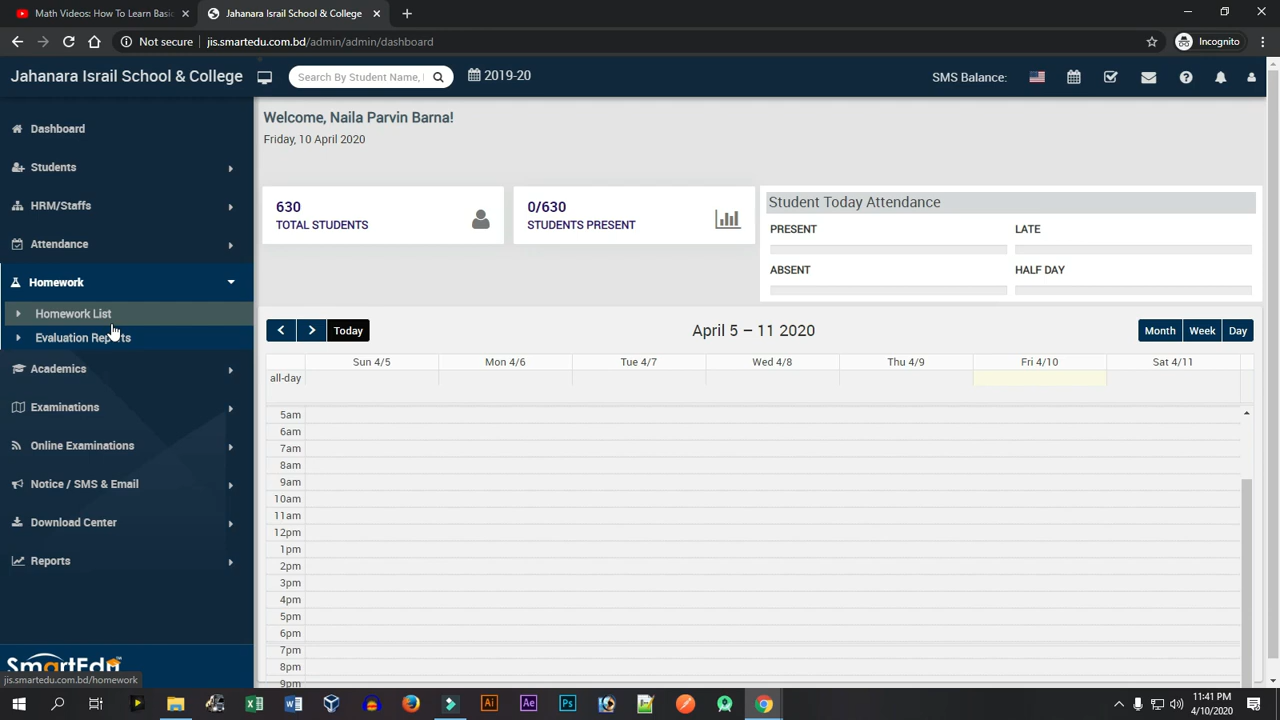 Math Videos: How To Learn Basic
Jahanara Israil School & College
Not secure
jis.smartedu.com.bd/admin/admin/dashboard
Incognito
Jahanara Israil School & College
Search By Student Name,
2019-20
SMS Balance:
Dashboard
Students
HRM/Staffs
Attendance
Homework
Homework List
Evaluation Reports
Academics
Examinations
Online Examinations
Notice / SMS & Email
Download Center
Reports
SmartEdu
jis.smartedu.com.bd/homework
Welcome, Naila Parvin Barna!
Friday, 10 April 2020
630
TOTAL STUDENTS
0/630
STUDENTS PRESENT
Student Today Attendance
PRESENT
LATE
ABSENT
HALF DAY
Today
April 5 – 11 2020
Month Week Day
Sun 4/5 Mon 4/6 Tue 4/7 Wed 4/8 Thu 4/9 Fri 4/10 Sat 4/11
all-day
5am
6am
7am
8am
9am
10am
11am
12pm
1pm
2pm
3pm
4pm
5pm
6pm
7pm
8pm
9pm
Ai
Ae
Ps
11:41 PM
4/10/2020